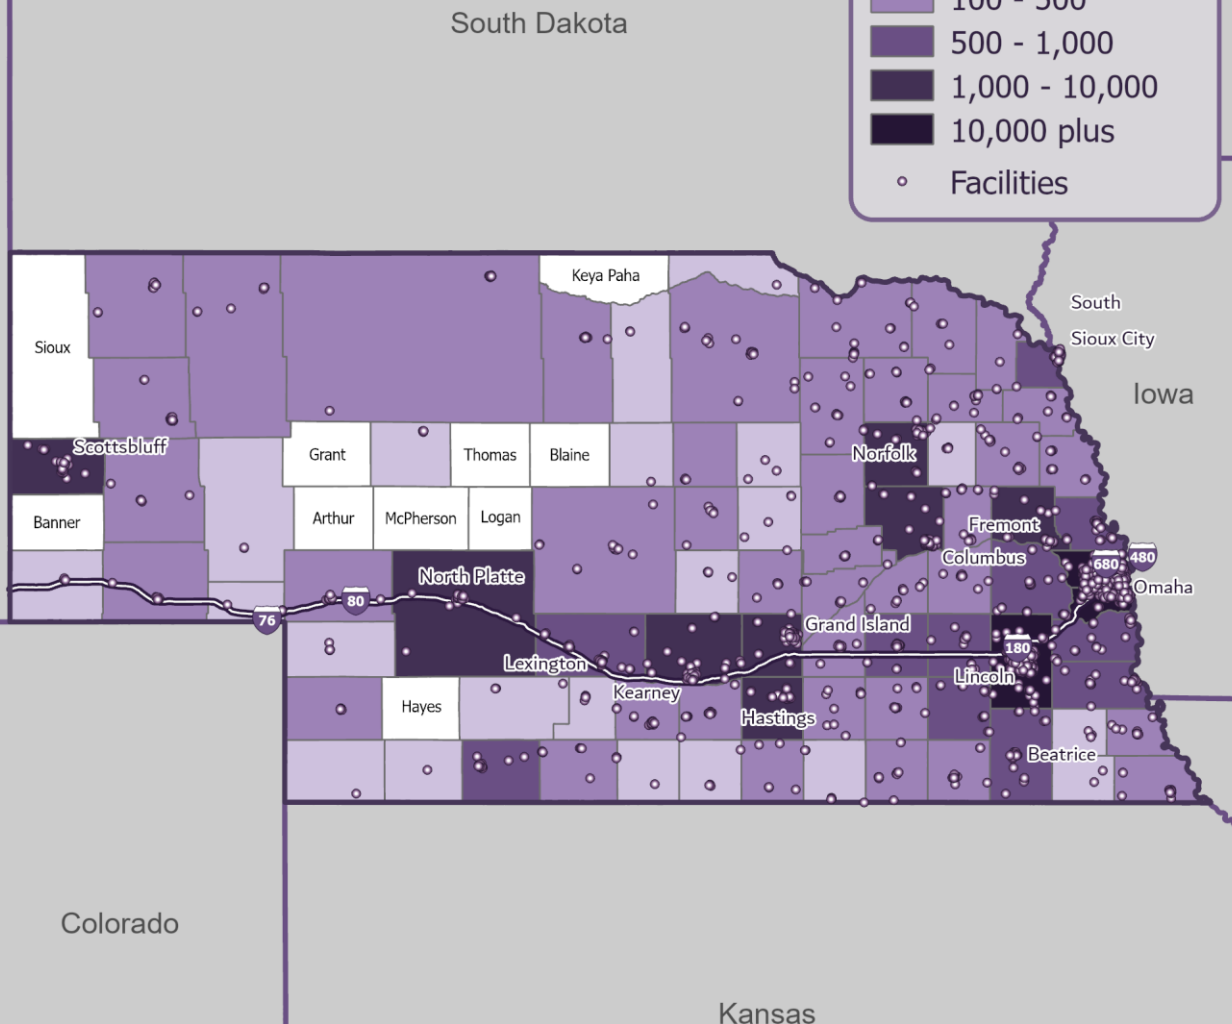 South Dakota
100 - 500
500 - 1,000
1,000 - 10,000
10,000 plus
Facilities
Keya Paha
South
Sioux City
Sioux
Iowa
Scottsbluff
Grant
Thomas
Blaine
Norfolk
Banner
Arthur
McPherson
Logan
Fremont
Columbus
480
680
North Platte
Omaha
80
76
Grand Island
180
Lexington
Lincoln
Kearney
Hayes
Hastings
Beatrice
Colorado
Kansas